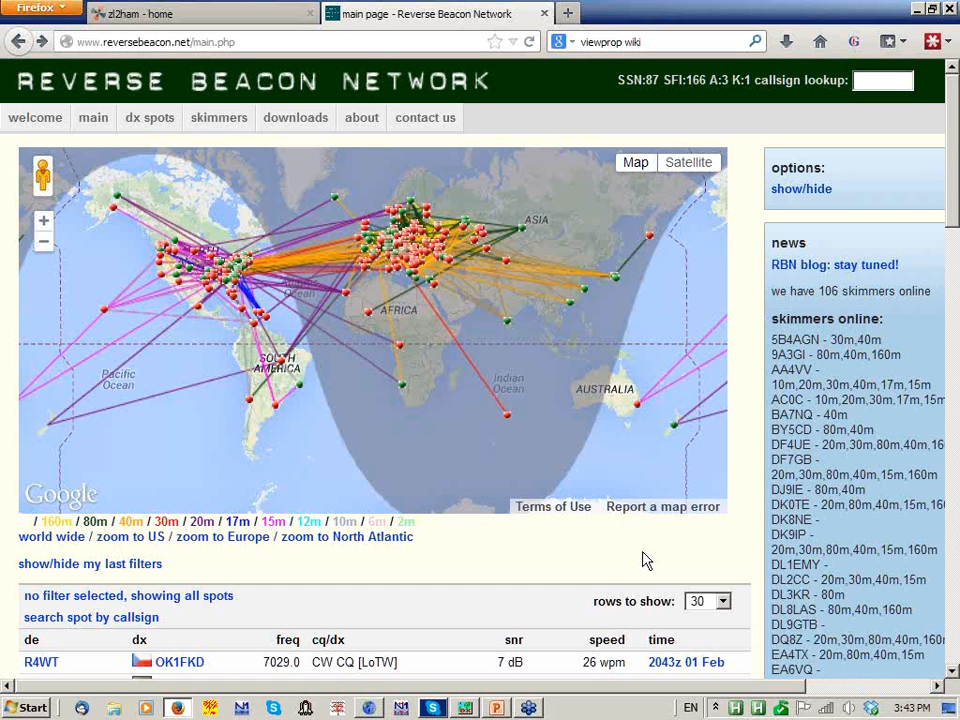 Firefox
zl2ham - home
main page - Reverse Beacon Network
www.reversebeacon.net/main.php
viewprop wiki
REVERSE BEACON NETWORK
SSN:87 SFI:166 A:3 K:1 callsign lookup:
welcome
main
dx spots
skimmers
downloads
about
contact us
Map
Satellite
ASIA
AFRICA
SOUTH
AMERICA
Pacific
Ocean
Indian
Ocean
AUSTRALIA
Google
Terms of Use
Report a map error
/ 160m / 80m / 40m / 30m / 20m / 17m / 15m / 12m / 10m / 6m / 2m
world wide / zoom to US / zoom to Europe / zoom to North Atlantic
show/hide my last filters
no filter selected, showing all spots
search spot by callsign
rows to show: 30
de dx freq cq/dx snr speed time
R4WT OK1FKD 7029.0 CW CQ [LoTW] 7 dB 26 wpm 2043z 01 Feb
options:
show/hide
news
RBN blog: stay tuned!
we have 106 skimmers online
skimmers online:
5B4AGN - 30m,40m
9A3GI - 80m,40m,160m
AA4VV -
10m,20m,30m,40m,17m,15m
AC0C - 10m,20m,30m,17m,15m
BA7NQ - 40m
BY5CD - 80m,40m
DF4UE - 20m,30m,80m,40m,16
DF7GB -
20m,30m,80m,40m,15m,160m
DJ9IE - 80m,40m
DK0TE - 20m,80m,40m,15m,16
DK8NE -
DK9IP -
20m,30m,80m,40m,15m,160m
DL1EMY -
DL2CC - 20m,30m,40m,15m
DL3KR - 80m
DL8LAS - 80m,40m,160m
DL9GTB -
DQ8Z - 20m,30m,80m,40m,160
EA4TX - 20m,80m,40m,15m
EA6VQ -
Start
EN
3:43 PM